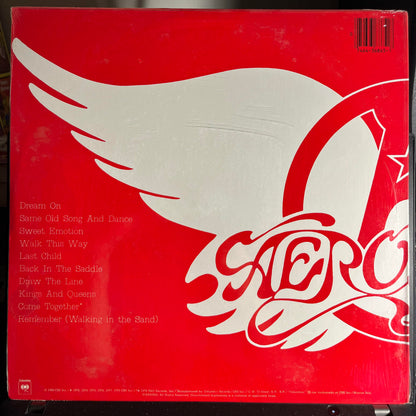 AERO
Dream On
Same Old Song And Dance
Sweet Emotion
Walk This Way
Last Child
Back In The Saddle
Draw The Line
Kings And Queens
Come Together*
Remember (Walking in the Sand)